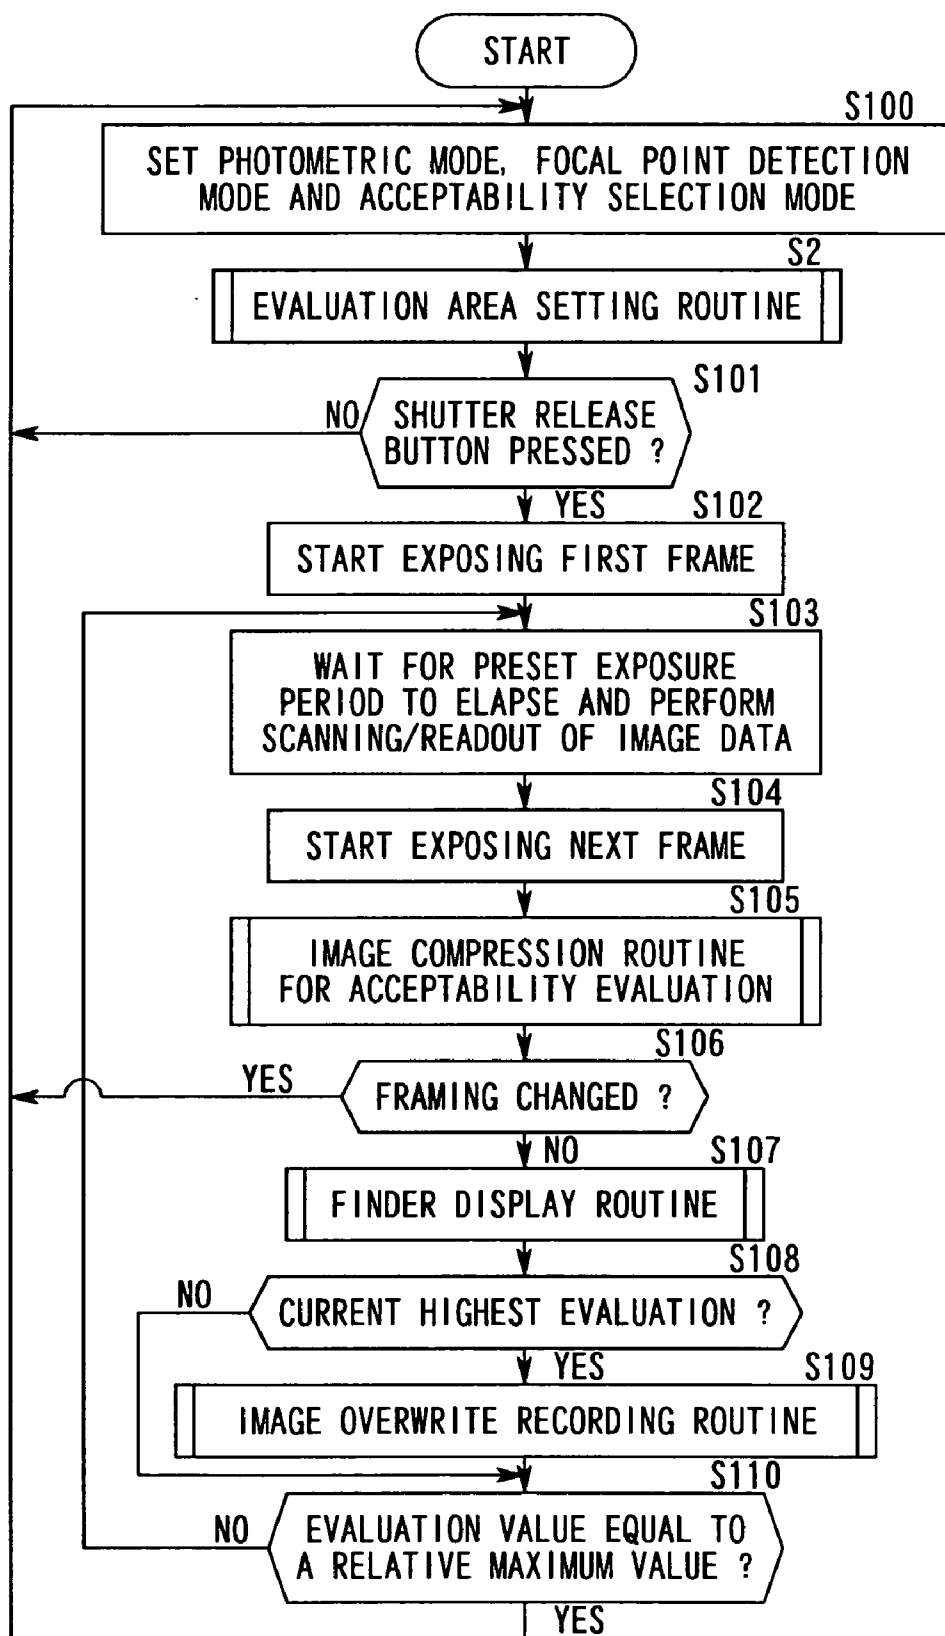 START
S100
SET PHOTOMETRIC MODE, FOCAL POINT DETECTION
MODE AND ACCEPTABILITY SELECTION MODE
S2
EVALUATION AREA SETTING ROUTINE
S101
NO
SHUTTER RELEASE
BUTTON PRESSED ?
YES
S102
START EXPOSING FIRST FRAME
S103
WAIT FOR PRESET EXPOSURE
PERIOD TO ELAPSE AND PERFORM
SCANNING/READOUT OF IMAGE DATA
S104
START EXPOSING NEXT FRAME
S105
IMAGE COMPRESSION ROUTINE
FOR ACCEPTABILITY EVALUATION
S106
YES
FRAMING CHANGED ?
NO
S107
FINDER DISPLAY ROUTINE
S108
NO
CURRENT HIGHEST EVALUATION ?
YES
S109
IMAGE OVERWRITE RECORDING ROUTINE
S110
NO
EVALUATION VALUE EQUAL TO
A RELATIVE MAXIMUM VALUE ?
YES